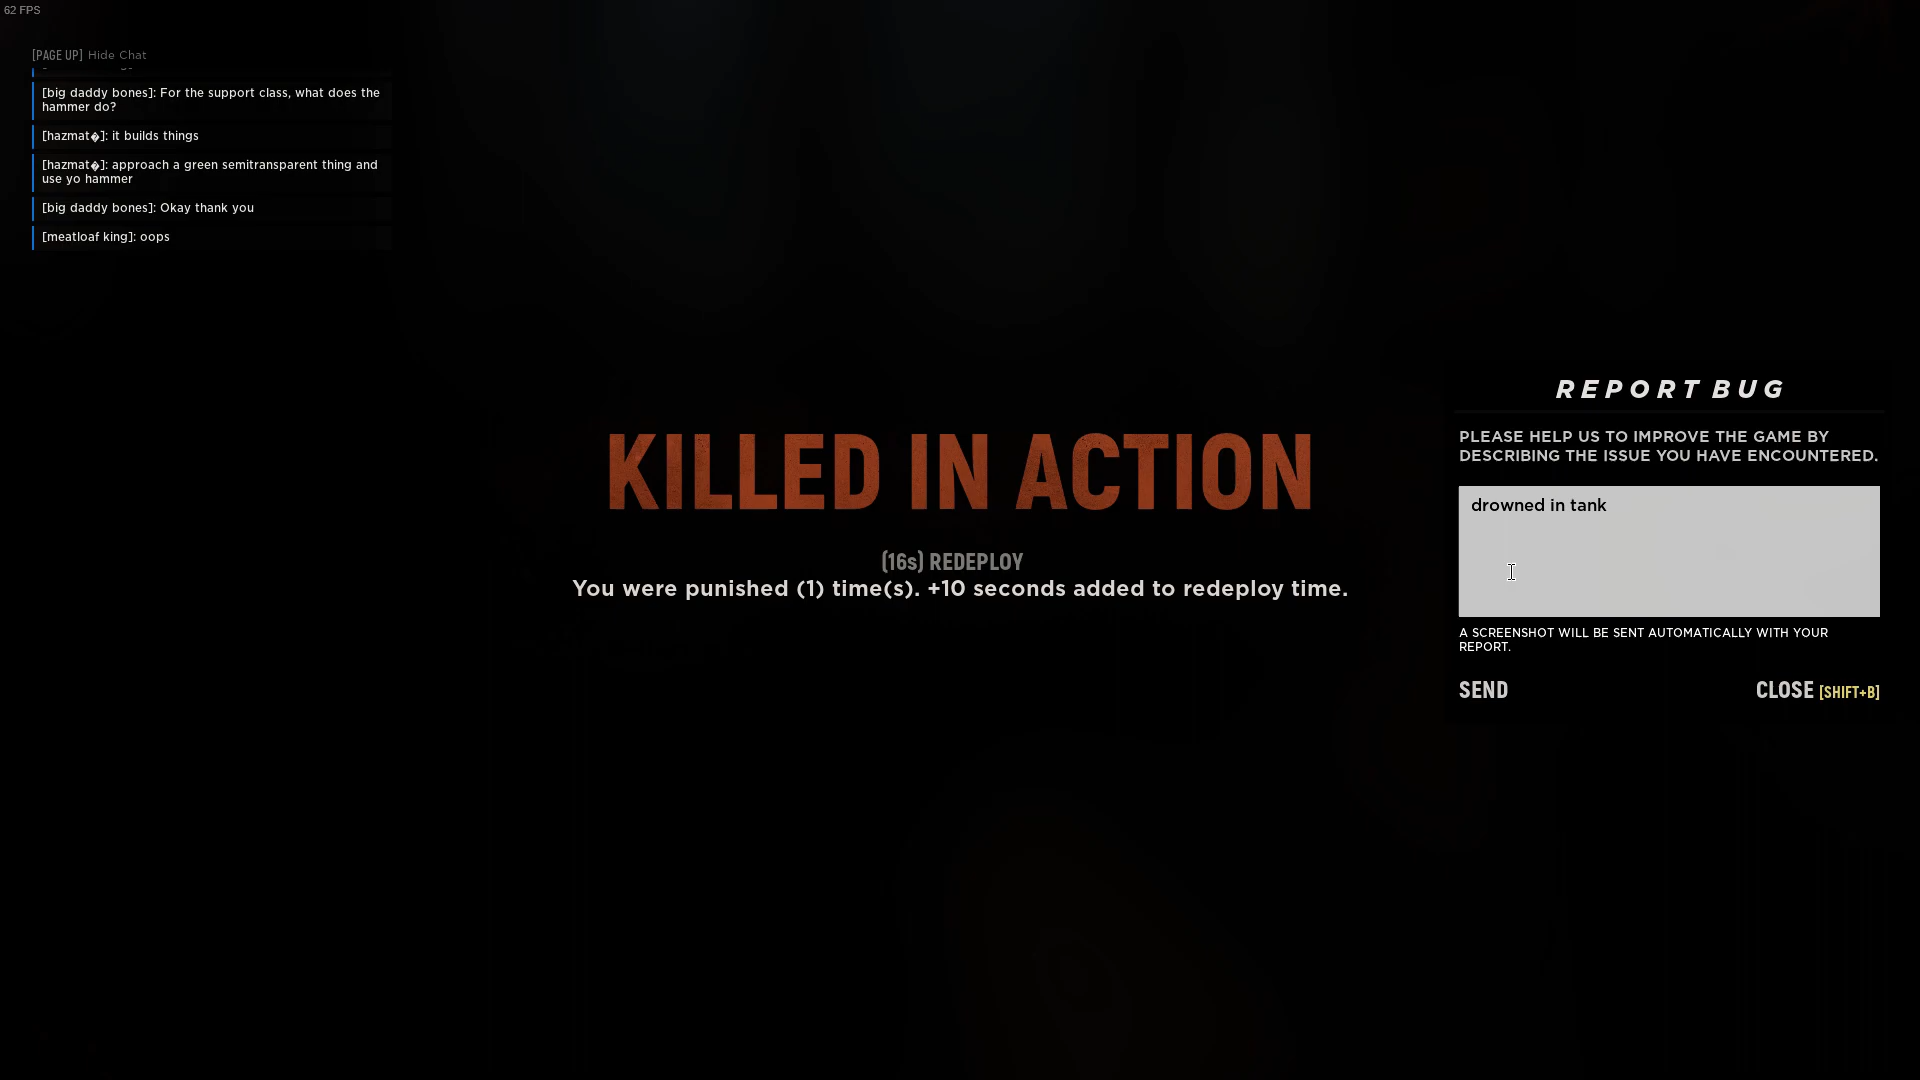 62 FPS
[PAGE UP] Hide Chat
[big daddy bones]: For the support class, what does the
hammer do?
[hazmat�]: it builds things
[hazmat�]: approach a green semitransparent thing and
use yo hammer
[big daddy bones]: Okay thank you
[meatloaf king]: oops
KILLED IN ACTION
(16s) REDEPLOY
You were punished (1) time(s). +10 seconds added to redeploy time.
REPORT BUG
PLEASE HELP US TO IMPROVE THE GAME BY
DESCRIBING THE ISSUE YOU HAVE ENCOUNTERED.
drowned in tank
A SCREENSHOT WILL BE SENT AUTOMATICALLY WITH YOUR
REPORT.
SEND
CLOSE [SHIFT+B]